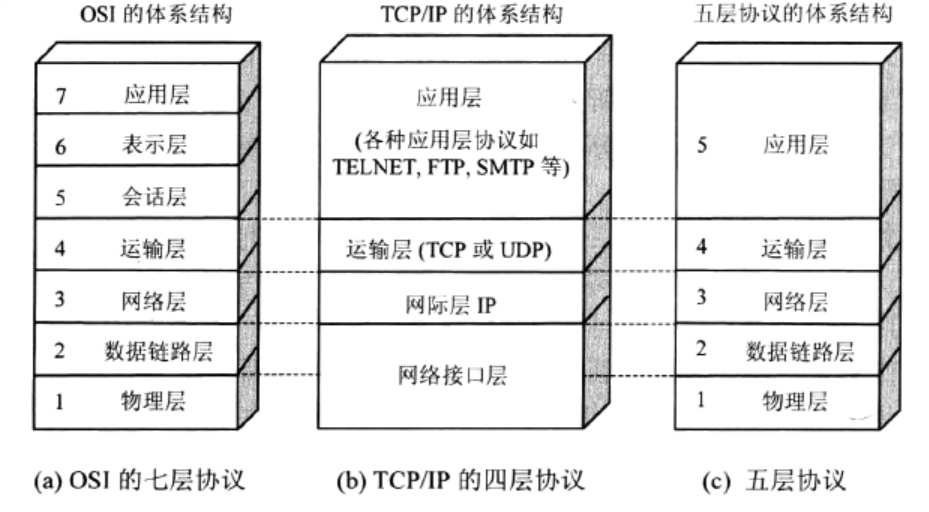 OSI 的体系结构
TCP/IP 的体系结构
五层协议的体系结构
7 应用层
6 表示层
5 会话层
4 运输层
3 网络层
2 数据链路层
1 物理层
应用层
(各种应用层协议如
TELNET, FTP, SMTP 等)
运输层 (TCP 或 UDP)
网际层 IP
网络接口层
5 应用层
4 运输层
3 网络层
2 数据链路层
1 物理层
(a) OSI 的七层协议
(b) TCP/IP 的四层协议
(c) 五层协议